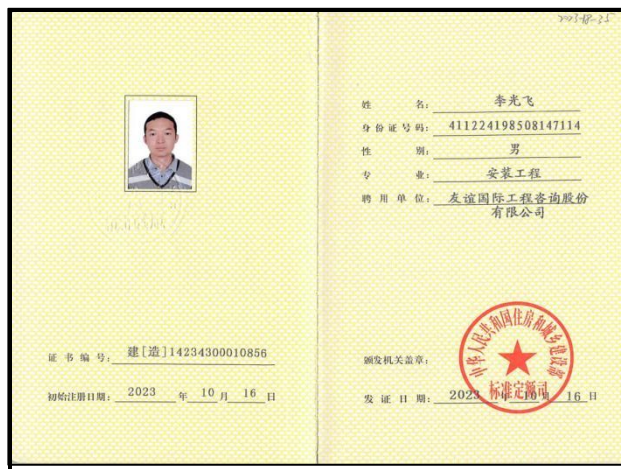 姓 名: 李光飞
身份证号码: 411224198508147114
性 别: 男
专 业: 安装工程
聘用单位: 友谊国际工程咨询股份
有限公司
证书编号: 建[造]14234300010856
初始注册日期: 2023 年 10 月 16 日
颁发机关盖章:
中华人民共和国住房和城乡建设部
标准定额司
发证日期: 2023 年 10 月 16 日